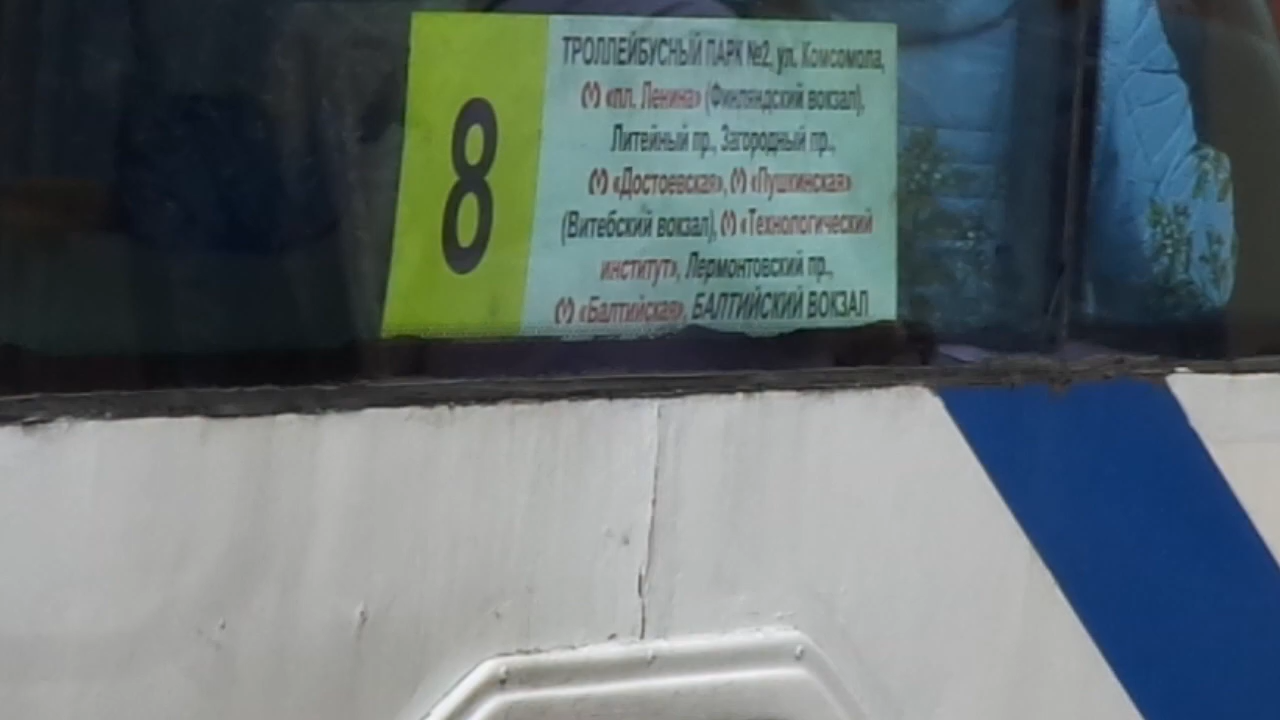 8
ТРОЛЛЕЙБУСНЫЙ ПАРК №2, ул. Комсомола,
(М) «пл. Ленина» (Финляндский вокзал),
Литейный пр., Загородный пр.,
(М) «Достоевская», (М) «Пушкинская»
(Витебский вокзал), (М) «Технологический
институт», Лермонтовский пр.,
(М) «Балтийская», БАЛТИЙСКИЙ ВОКЗАЛ